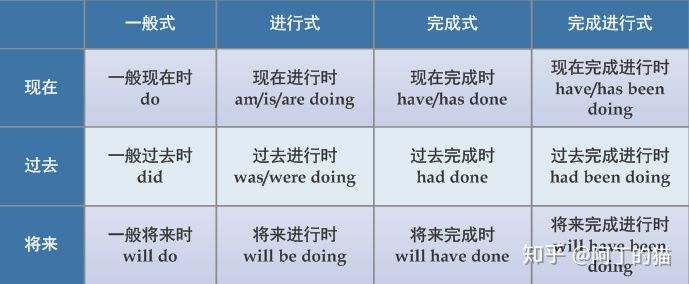 一般式 进行式 完成式 完成进行式
现在 一般现在时 do 现在进行时 am/is/are doing 现在完成时 have/has done 现在完成进行时 have/has been doing
过去 一般过去时 did 过去进行时 was/were doing 过去完成时 had done 过去完成进行时 had been doing
将来 一般将来时 will do 将来进行时 will be doing 将来完成时 will have done 将来完成进行时 will have been doing
知乎 @阿丁的猫